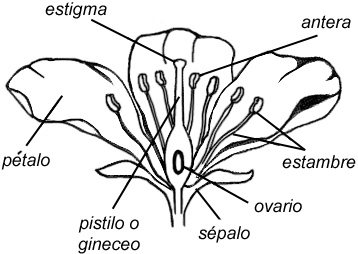 estigma
antera
pétalo
estambre
pistilo o
gineceo
ovario
sépalo